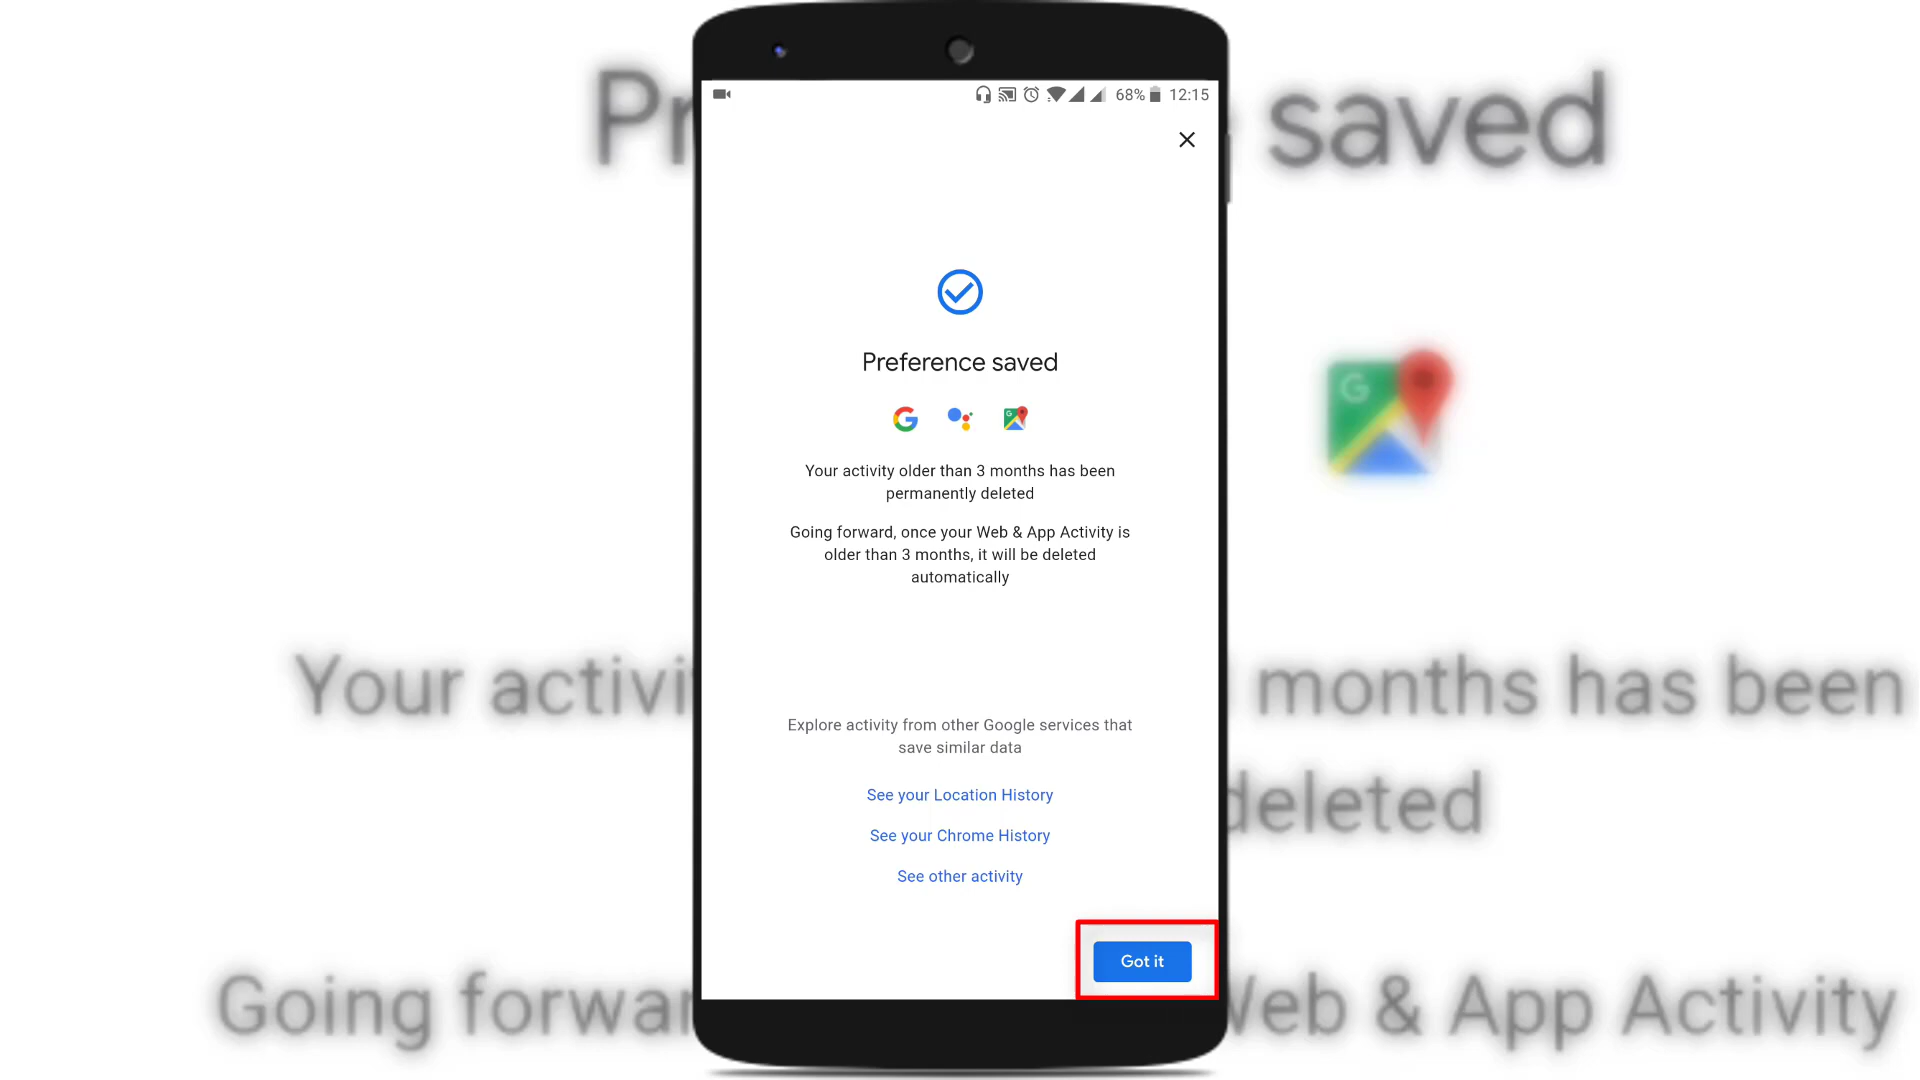 68% 12:15
Preference saved
Your activity older than 3 months has been
permanently deleted
Going forward, once your Web & App Activity is
older than 3 months, it will be deleted
automatically
Explore activity from other Google services that
save similar data
See your Location History
See your Chrome History
See other activity
Got it
Pr saved
Your activi months has been
deleted
Going forwar Web & App Activity